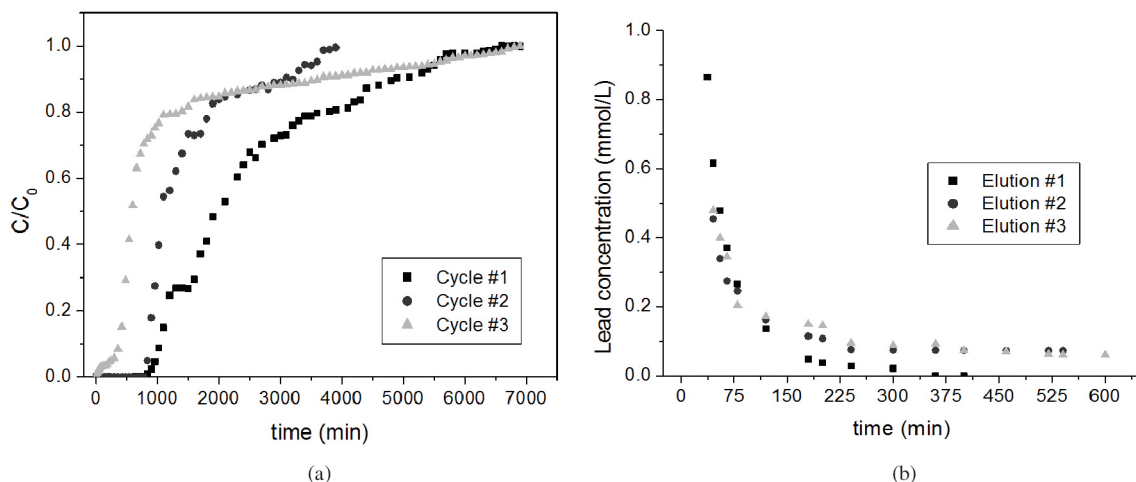 1.0
0.8
0.6
0.4
0.2
0.0
C/C0
0 1000 2000 3000 4000 5000 6000 7000
time (min)
Cycle #1
Cycle #2
Cycle #3
(a)
1.0
0.8
0.6
0.4
0.2
0.0
Lead concentration (mmol/L)
0 75 150 225 300 375 450 525 600
time (min)
Elution #1
Elution #2
Elution #3
(b)